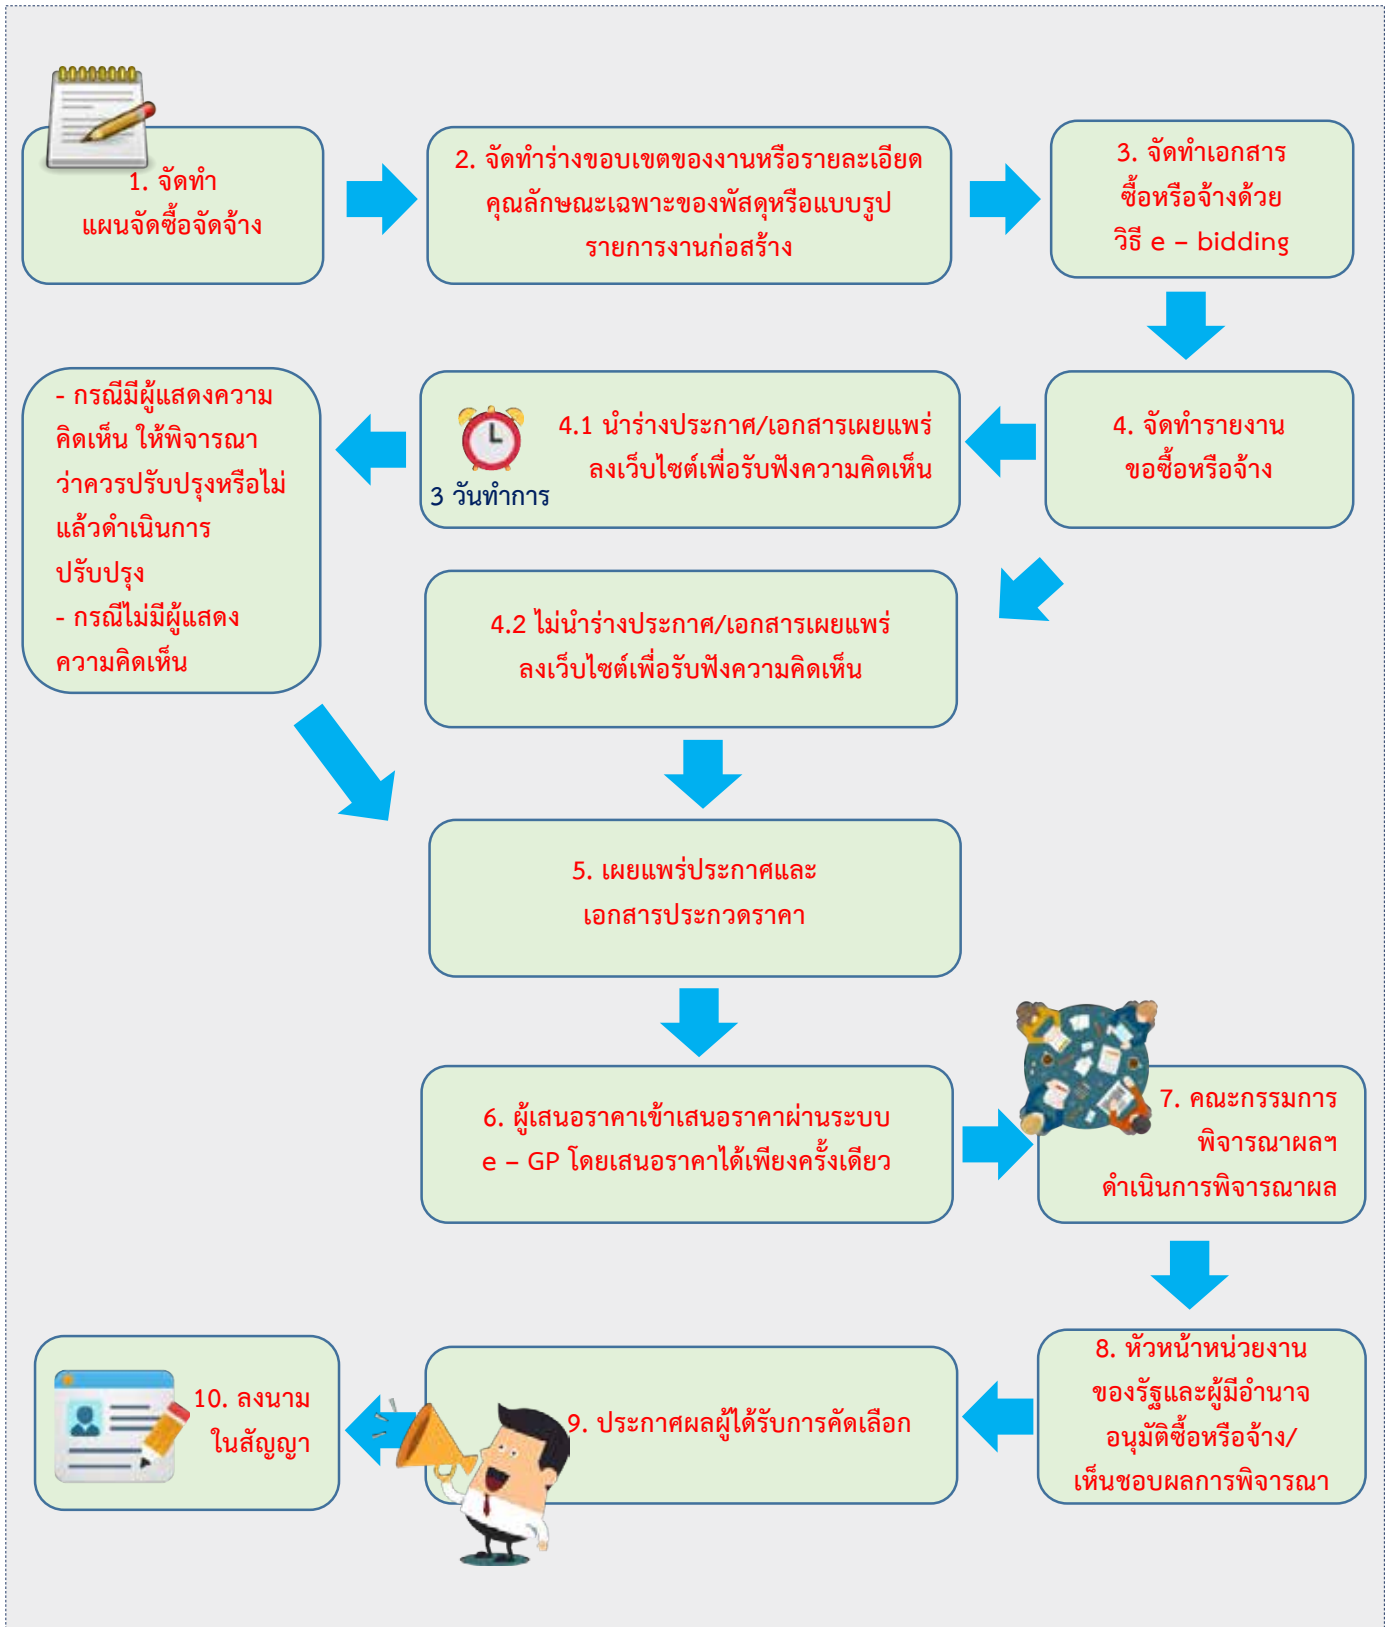 1. จัดทำ
แผนจัดซื้อจัดจ้าง
2. จัดทำร่างขอบเขตของงานหรือรายละเอียด
คุณลักษณะเฉพาะของพัสดุหรือแบบรูป
รายการงานก่อสร้าง
3. จัดทำเอกสาร
ซื้อหรือจ้างด้วย
วิธี e – bidding
4. จัดทำรายงาน
ขอซื้อหรือจ้าง
4.1 นำร่างประกาศ/เอกสารเผยแพร่
ลงเว็บไซต์เพื่อรับฟังความคิดเห็น
3 วันทำการ
- กรณีมีผู้แสดงความ
คิดเห็น ให้พิจารณา
ว่าควรปรับปรุงหรือไม่
แล้วดำเนินการ
ปรับปรุง
- กรณีไม่มีผู้แสดง
ความคิดเห็น
4.2 ไม่นำร่างประกาศ/เอกสารเผยแพร่
ลงเว็บไซต์เพื่อรับฟังความคิดเห็น
5. เผยแพร่ประกาศและ
เอกสารประกวดราคา
6. ผู้เสนอราคาเข้าเสนอราคาผ่านระบบ
e – GP โดยเสนอราคาได้เพียงครั้งเดียว
7. คณะกรรมการ
พิจารณาผลฯ
ดำเนินการพิจารณาผล
8. หัวหน้าหน่วยงาน
ของรัฐและผู้มีอำนาจ
อนุมัติซื้อหรือจ้าง/
เห็นชอบผลการพิจารณา
9. ประกาศผลผู้ได้รับการคัดเลือก
10. ลงนาม
ในสัญญา